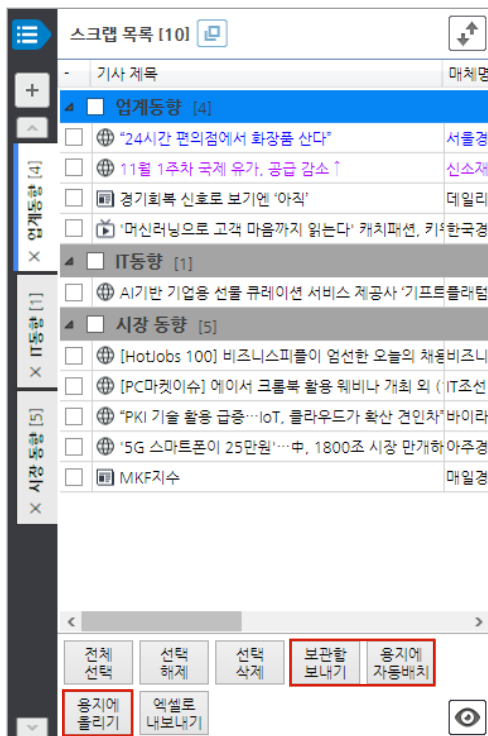 스크랩 목록 [10]
- 기사 제목 매체명
업계동향 [4]
"24시간 편의점에서 화장품 산다" 서울경
11월 1주차 국제 유가, 공급 감소↑ 신소재
경기회복 신호로 보기엔 '아직' 데일리
'머신러닝으로 고객 마음까지 읽는다' 캐치패션, 키우 한국경
IT동향 [1]
AI기반 기업용 선물 큐레이션 서비스 제공사 '기프트 플래텀
시장 동향 [5]
[HotJobs 100] 비즈니스피플이 엄선한 오늘의 채용 비즈니
[PC마켓이슈] 에이서 크롬북 활용 웨비나 개최 외 ( IT조선
"PKI 기술 활용 급증…IoT, 클라우드가 확산 견인차" 바이라
'5G 스마트폰이 25만원'…中, 1800조 시장 만개하 아주경
MKF지수 매일경
업계동향 [4]
IT동향 [1]
시장 동향 [5]
전체
선택
선택
해제
선택
삭제
보관함
보내기
용지에
자동배치
용지에
올리기
엑셀로
내보내기